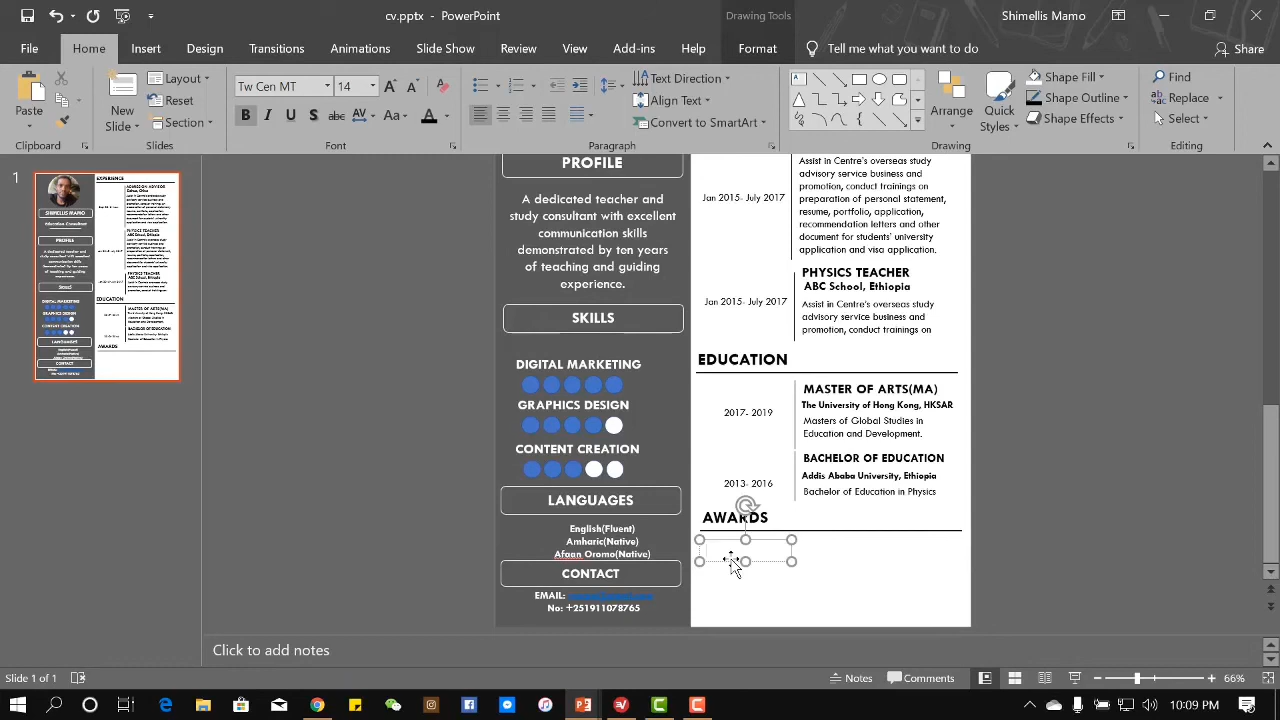 cv.pptx - PowerPoint
Drawing Tools
Shimellis Mamo
File
Home
Insert
Design
Transitions
Animations
Slide Show
Review
View
Add-ins
Help
Format
Tell me what you want to do
Share
Paste
Clipboard
New
Slide
Layout
Reset
Section
Slides
Tw Cen MT
14
B
I
U
S
abc
AV
Aa
A
Font
Text Direction
Align Text
Convert to SmartArt
Paragraph
Arrange
Quick
Styles
Shape Fill
Shape Outline
Shape Effects
Drawing
Find
Replace
Select
Editing
1
EXPERIENCE
SHIMELLIS MAMO
PROFILE
EDUCATION
AWARDS
PROFILE
A dedicated teacher and
study consultant with excellent
communication skills
demonstrated by ten years
of teaching and guiding
experience.
SKILLS
DIGITAL MARKETING
GRAPHICS DESIGN
CONTENT CREATION
LANGUAGES
English(Fluent)
Amharic(Native)
Afaan Oromo(Native)
CONTACT
EMAIL:
No: +251911078765
Jan 2015- July 2017
Assist in Centre's overseas study
advisory service business and
promotion, conduct trainings on
preparation of personal statement,
resume, portfolio, application,
recommendation letters and other
document for students' university
application and visa application.
PHYSICS TEACHER
ABC School, Ethiopia
Jan 2015- July 2017
Assist in Centre's overseas study
advisory service business and
promotion, conduct trainings on
EDUCATION
MASTER OF ARTS(MA)
The University of Hong Kong, HKSAR
2017- 2019
Masters of Global Studies in
Education and Development.
BACHELOR OF EDUCATION
Addis Ababa University, Ethiopia
2013- 2016
Bachelor of Education in Physics
AWARDS
Click to add notes
Slide 1 of 1
Notes
Comments
66%
10:09 PM